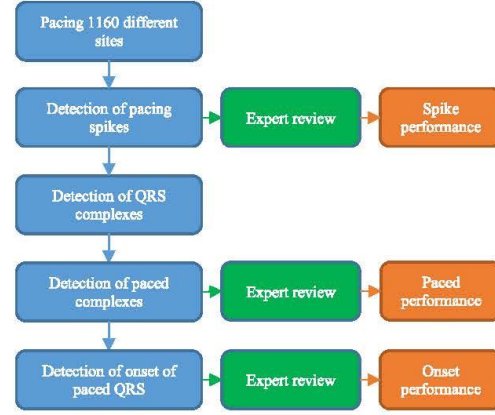 Pacing 1160 different
sites
Detection of pacing
spikes
Expert review
Spike
performance
Detection of QRS
complexes
Detection of paced
complexes
Expert review
Paced
performance
Detection of onset of
paced QRS
Expert review
Onset
performance